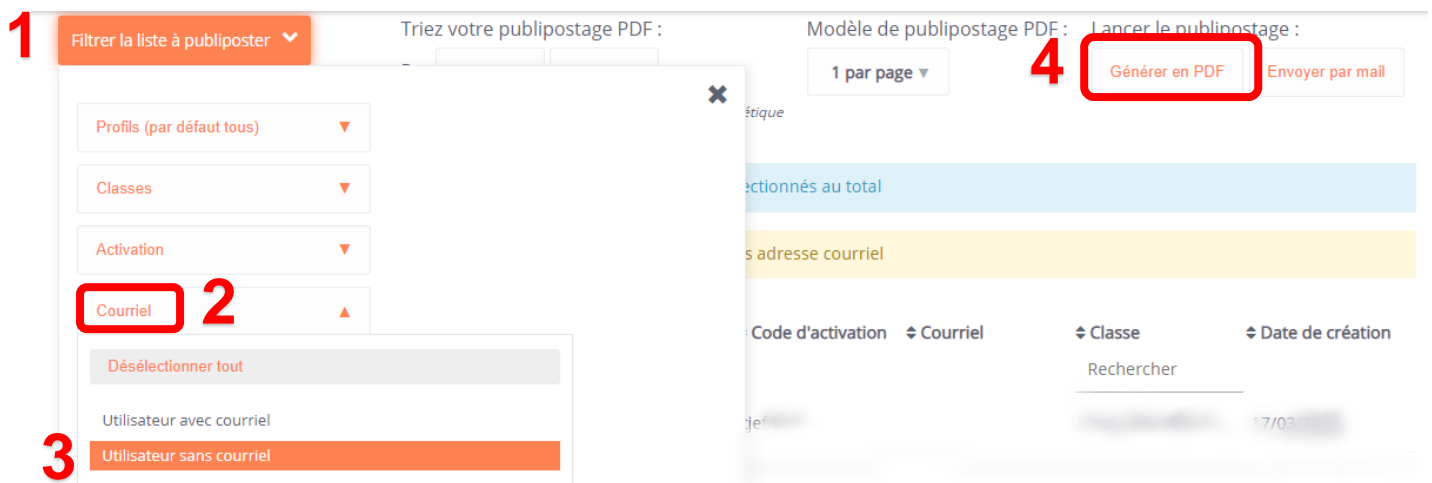 1
Filtrer la liste à publiposter
Triez votre publipostage PDF :
Modèle de publipostage PDF :
Lancer le publipostage :
1 par page
4
Générer en PDF
Envoyer par mail
Profils (par défaut tous)
Classes
Activation
Courriel
2
Désélectionner tout
Utilisateur avec courriel
3
Utilisateur sans courriel
étique
ectionnés au total
s adresse courriel
Code d'activation
Courriel
Classe
Date de création
Rechercher
17/03